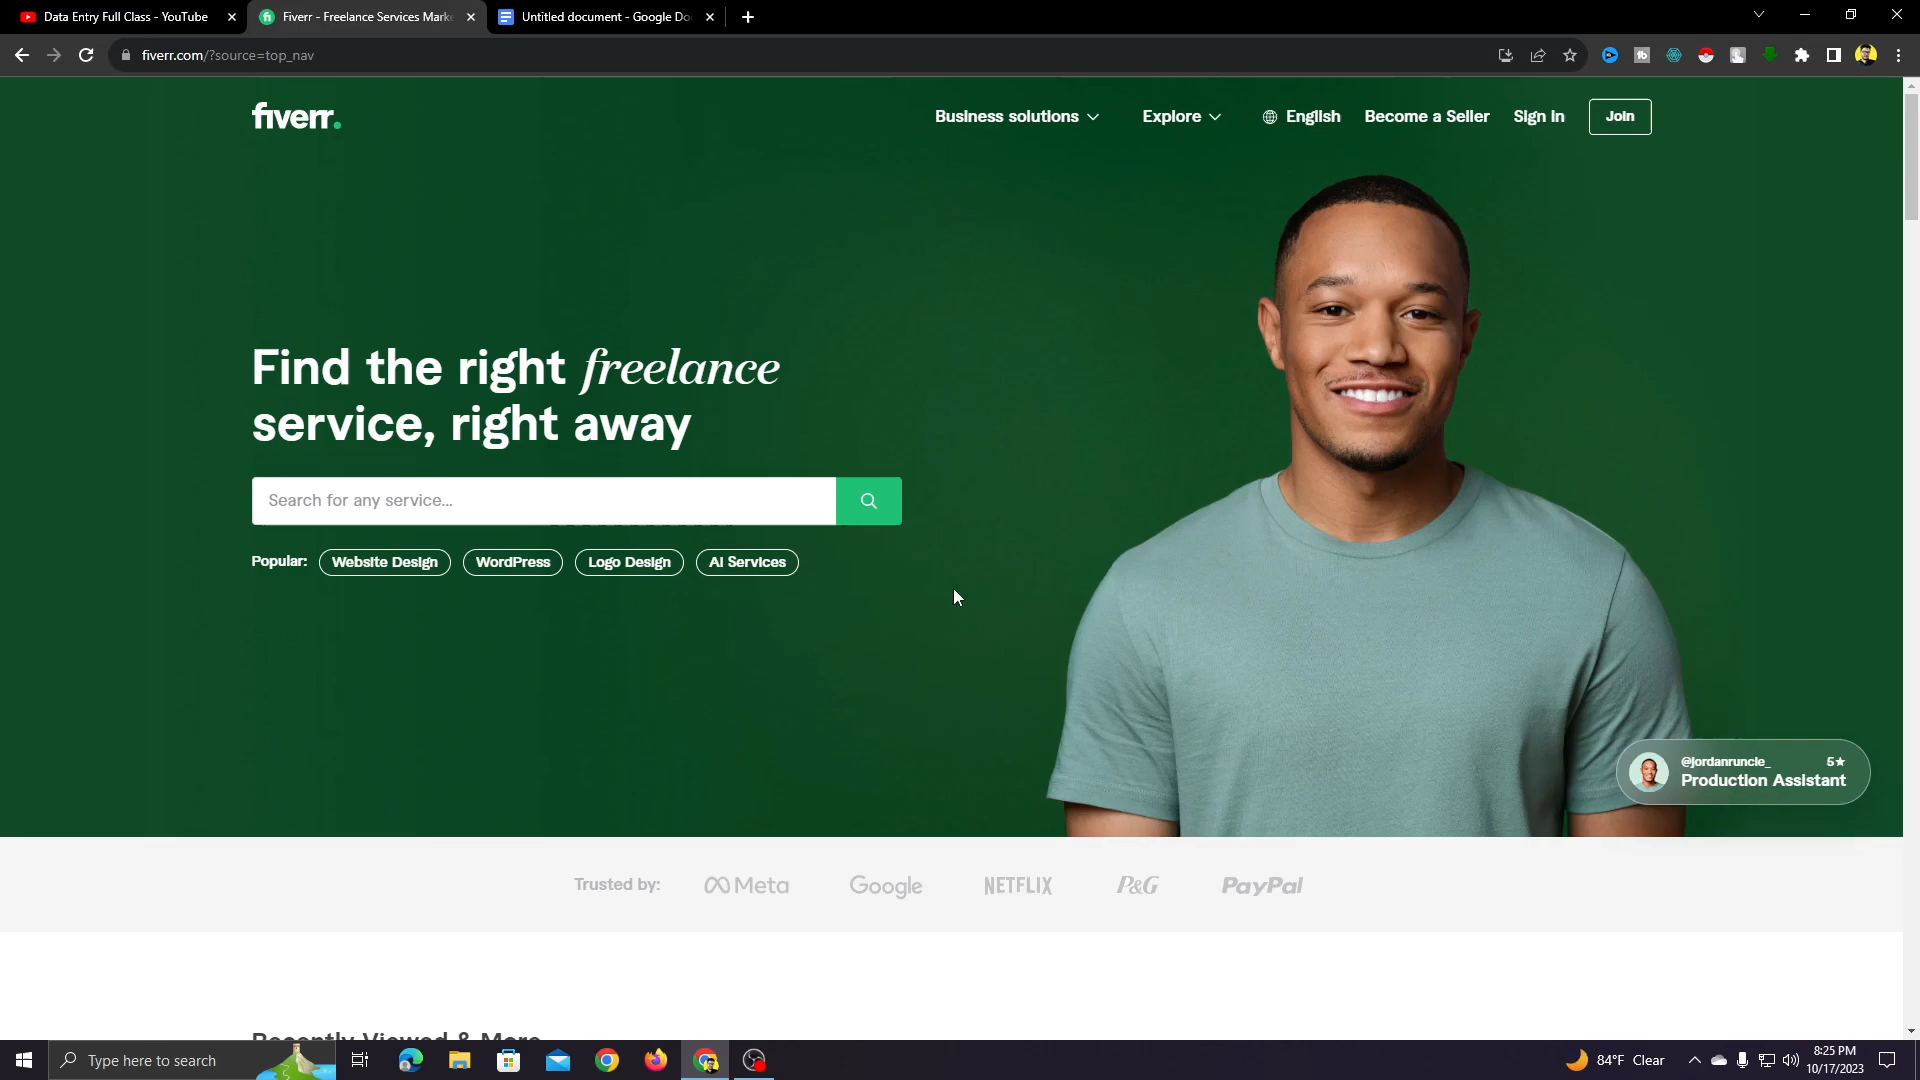 Data Entry Full Class - YouTube
Fiverr - Freelance Services Marke
Untitled document - Google Do
fiverr.com/?source=top_nav
fiverr.
Business solutions
Explore
English
Become a Seller
Sign in
Join
Find the right freelance
service, right away
Search for any service...
Popular:
Website Design
WordPress
Logo Design
AI Services
@jordanruncie_
5★
Production Assistant
Trusted by:
Meta
Google
NETFLIX
P&G
PayPal
Recently Viewed & More
Type here to search
84°F Clear
8:25 PM
10/17/2023